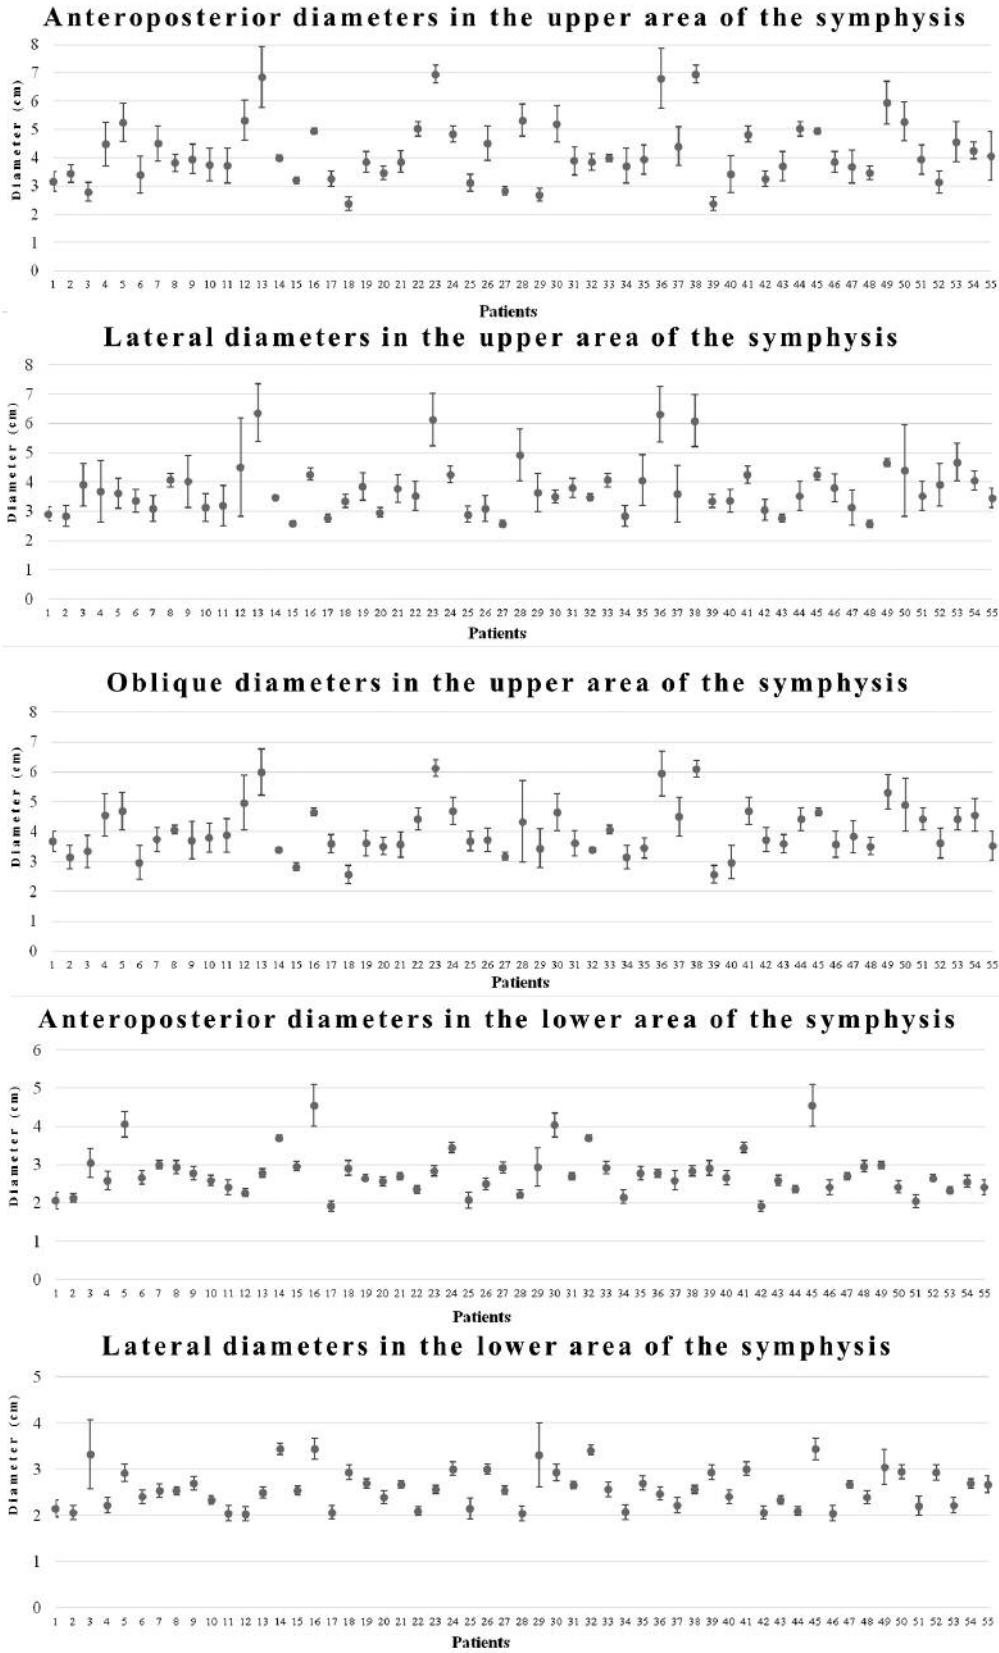 Anteroposterior diameters in the upper area of the symphysis
Diameter (cm)
8
7
6
5
4
3
2
1
0
1 2 3 4 5 6 7 8 9 10 11 12 13 14 15 16 17 18 19 20 21 22 23 24 25 26 27 28 29 30 31 32 33 34 35 36 37 38 39 40 41 42 43 44 45 46 47 48 49 50 51 52 53 54 55
Patients
Lateral diameters in the upper area of the symphysis
Diameter (cm)
8
7
6
5
4
3
2
1
0
1 2 3 4 5 6 7 8 9 10 11 12 13 14 15 16 17 18 19 20 21 22 23 24 25 26 27 28 29 30 31 32 33 34 35 36 37 38 39 40 41 42 43 44 45 46 47 48 49 50 51 52 53 54 55
Patients
Oblique diameters in the upper area of the symphysis
Diameter (cm)
8
7
6
5
4
3
2
1
0
1 2 3 4 5 6 7 8 9 10 11 12 13 14 15 16 17 18 19 20 21 22 23 24 25 26 27 28 29 30 31 32 33 34 35 36 37 38 39 40 41 42 43 44 45 46 47 48 49 50 51 52 53 54 55
Patients
Anteroposterior diameters in the lower area of the symphysis
Diameter (cm)
6
5
4
3
2
1
0
1 2 3 4 5 6 7 8 9 10 11 12 13 14 15 16 17 18 19 20 21 22 23 24 25 26 27 28 29 30 31 32 33 34 35 36 37 38 39 40 41 42 43 44 45 46 47 48 49 50 51 52 53 54 55
Patients
Lateral diameters in the lower area of the symphysis
Diameter (cm)
5
4
3
2
1
0
1 2 3 4 5 6 7 8 9 10 11 12 13 14 15 16 17 18 19 20 21 22 23 24 25 26 27 28 29 30 31 32 33 34 35 36 37 38 39 40 41 42 43 44 45 46 47 48 49 50 51 52 53 54 55
Patients